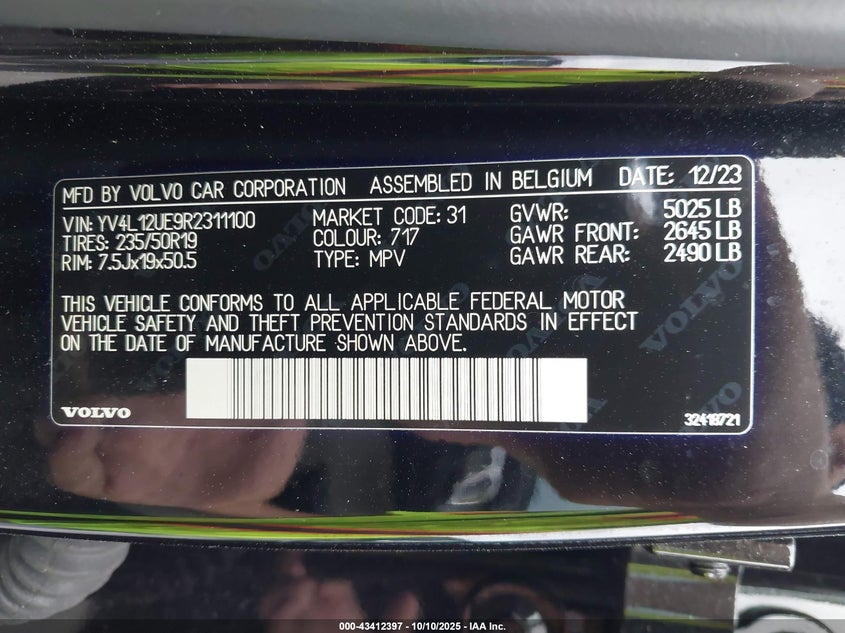 MFD BY VOLVO CAR CORPORATION ASSEMBLED IN BELGIUM DATE: 12/23
VIN: YV4L12UE9R2311100 MARKET CODE: 31 GVWR: 5025 LB
TIRES: 235/50R19 COLOUR: 717 GAWR FRONT: 2645 LB
RIM: 7.5Jx19x50.5 TYPE: MPV GAWR REAR: 2490 LB
THIS VEHICLE CONFORMS TO ALL APPLICABLE FEDERAL MOTOR
VEHICLE SAFETY AND THEFT PREVENTION STANDARDS IN EFFECT
ON THE DATE OF MANUFACTURE SHOWN ABOVE.
VOLVO 32418721
000-43412397 - 10/10/2025 - IAA Inc.